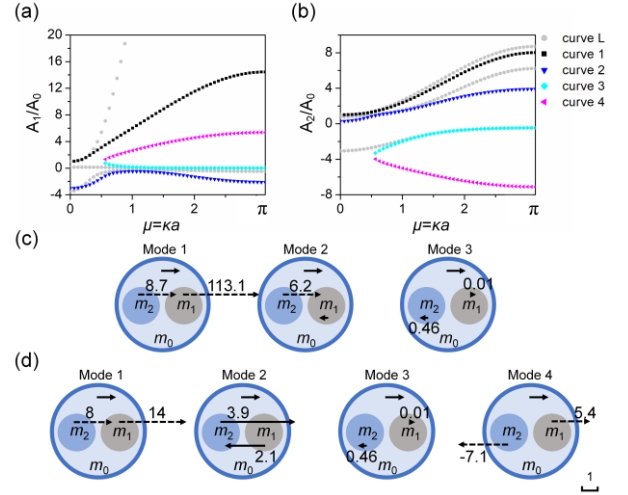 (a)
A1/A0
20
16
12
8
4
0
-4
0
1
2
π
μ=κa
(b)
A2/A0
8
4
0
-4
-8
0
1
2
π
μ=κa
curve L
curve 1
curve 2
curve 3
curve 4
(c)
Mode 1
Mode 2
Mode 3
8.7
113.1
6.2
0.01
m2
m1
m2
m1
m2
m1
0.46
m0
m0
m0
(d)
Mode 1
Mode 2
Mode 3
Mode 4
8
14
3.9
0.01
5.4
m2
m1
m2
m1
m2
m1
m2
m1
2.1
0.46
-7.1
m0
m0
m0
m0
1